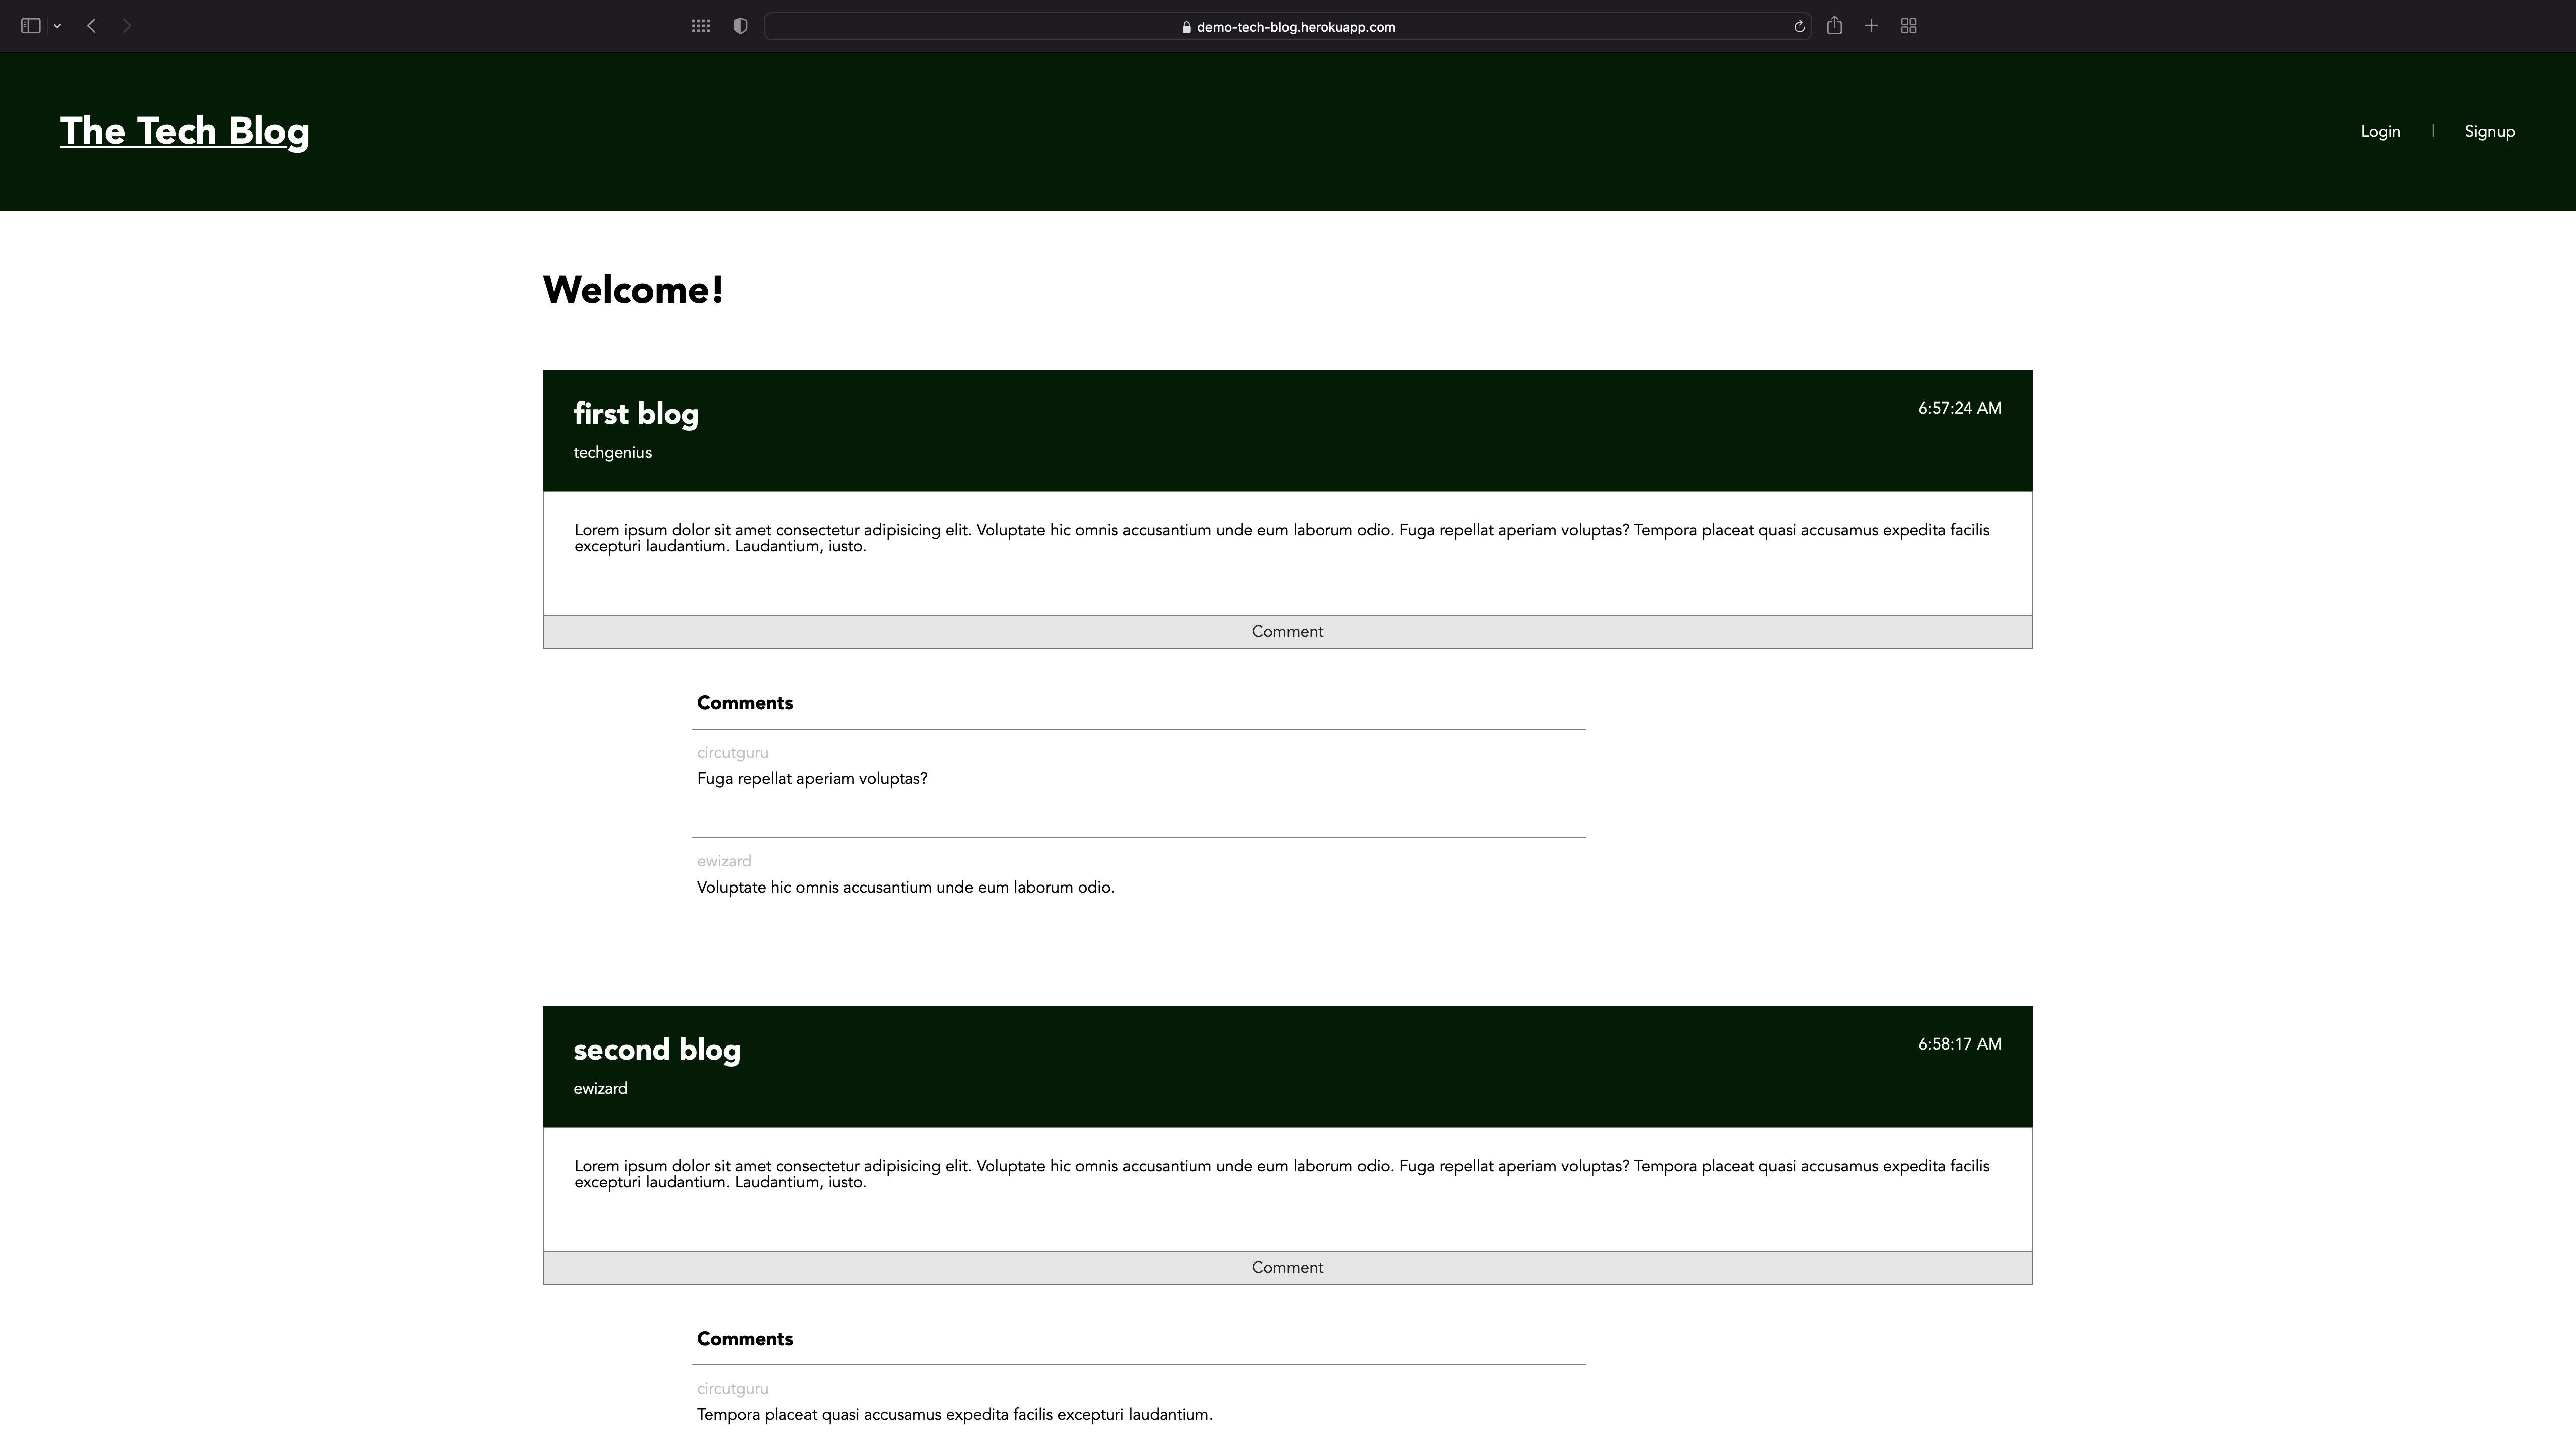 demo-tech-blog.herokuapp.com
The Tech Blog
Login | Signup
Welcome!
first blog
6:57:24 AM
techgenius
Lorem ipsum dolor sit amet consectetur adipisicing elit. Voluptate hic omnis accusantium unde eum laborum odio. Fuga repellat aperiam voluptas? Tempora placeat quasi accusamus expedita facilis
excepturi laudantium. Laudantium, iusto.
Comment
Comments
circutguru
Fuga repellat aperiam voluptas?
ewizard
Voluptate hic omnis accusantium unde eum laborum odio.
second blog
6:58:17 AM
ewizard
Lorem ipsum dolor sit amet consectetur adipisicing elit. Voluptate hic omnis accusantium unde eum laborum odio. Fuga repellat aperiam voluptas? Tempora placeat quasi accusamus expedita facilis
excepturi laudantium. Laudantium, iusto.
Comment
Comments
circutguru
Tempora placeat quasi accusamus expedita facilis excepturi laudantium.